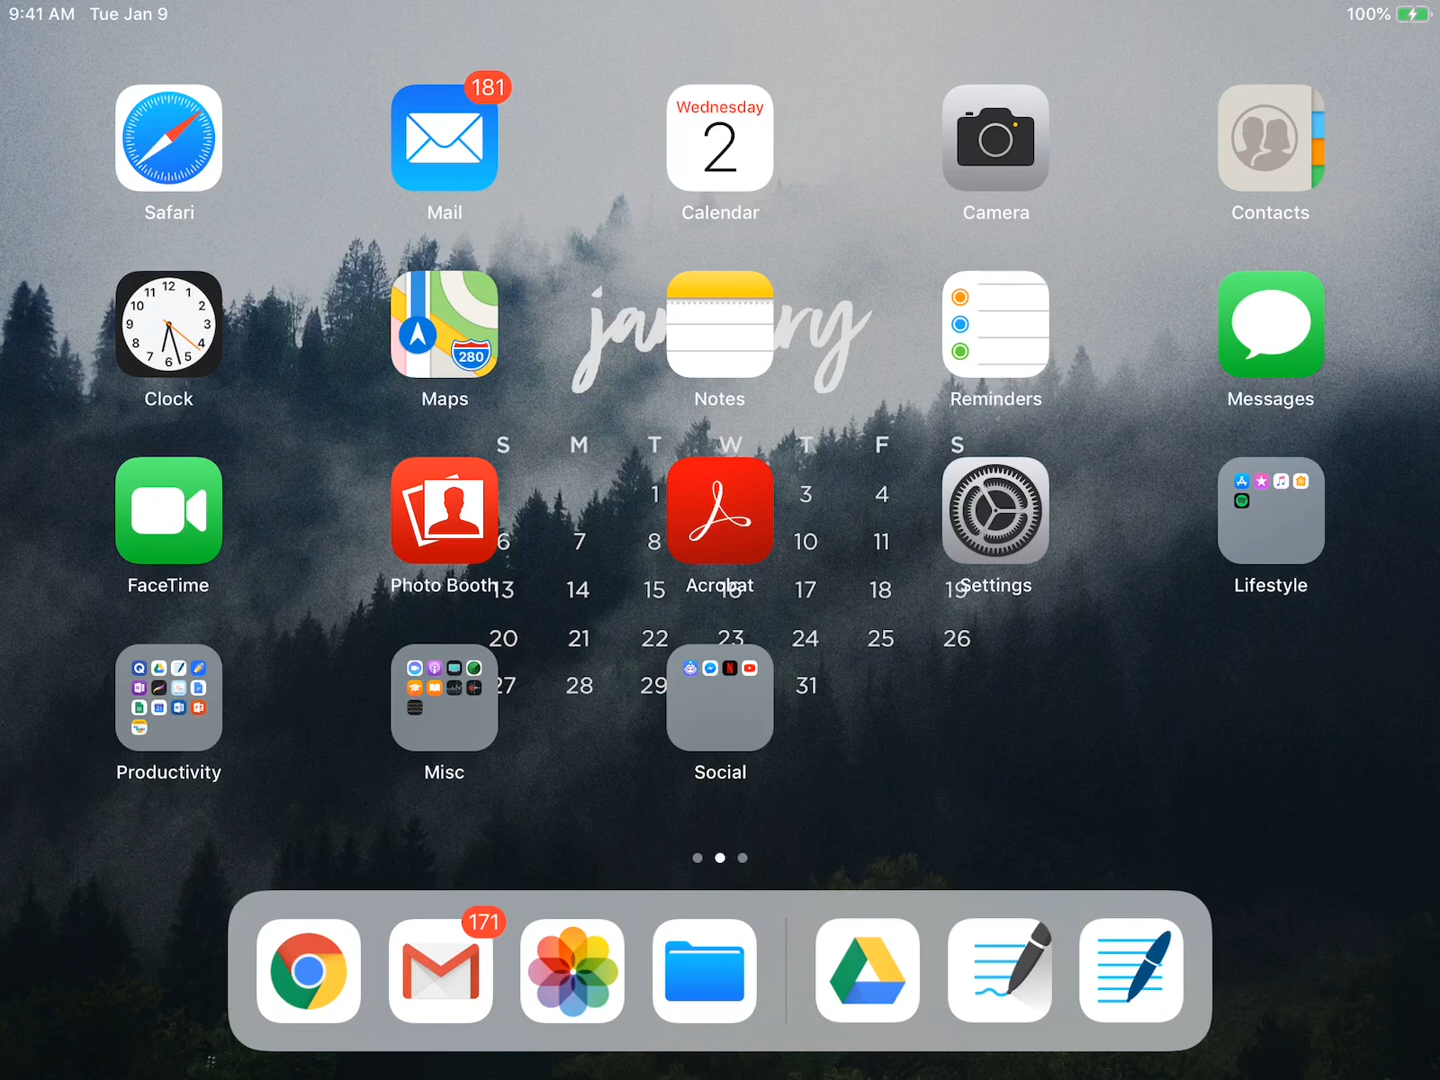 9:41 AM Tue Jan 9 100%
181
Wednesday
2
Safari Mail Calendar Camera Contacts
12
11 1
10 2
9 3
8 4
7 5
6
280
january
Clock Maps Notes Reminders Messages
S M T W T F S
1 3 4
6 7 8 10 11
FaceTime Photo Booth Acrobat Settings Lifestyle
13 14 15 16 17 18 19
20 21 22 23 24 25 26
27 28 29 31
Productivity Misc Social
171